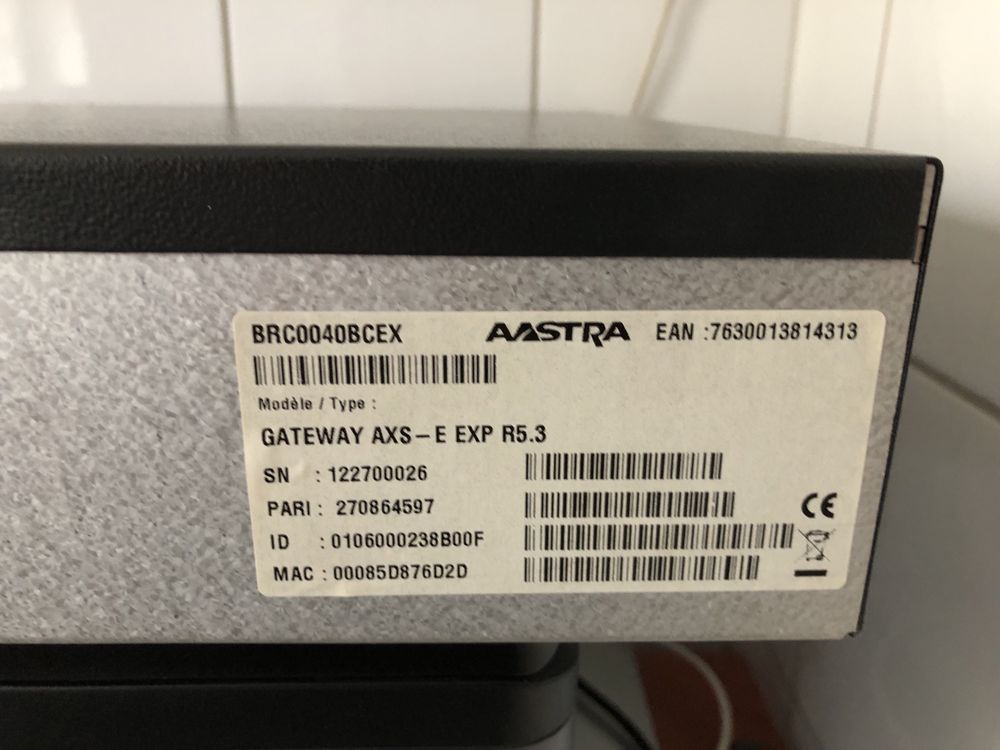 BRC0040BCEX AASTRA EAN :7630013814313
Modèle / Type :
GATEWAY AXS-E EXP R5.3
SN : 122700026
PARI : 270864597
ID : 0106000238B00F
MAC : 00085D876D2D
CE